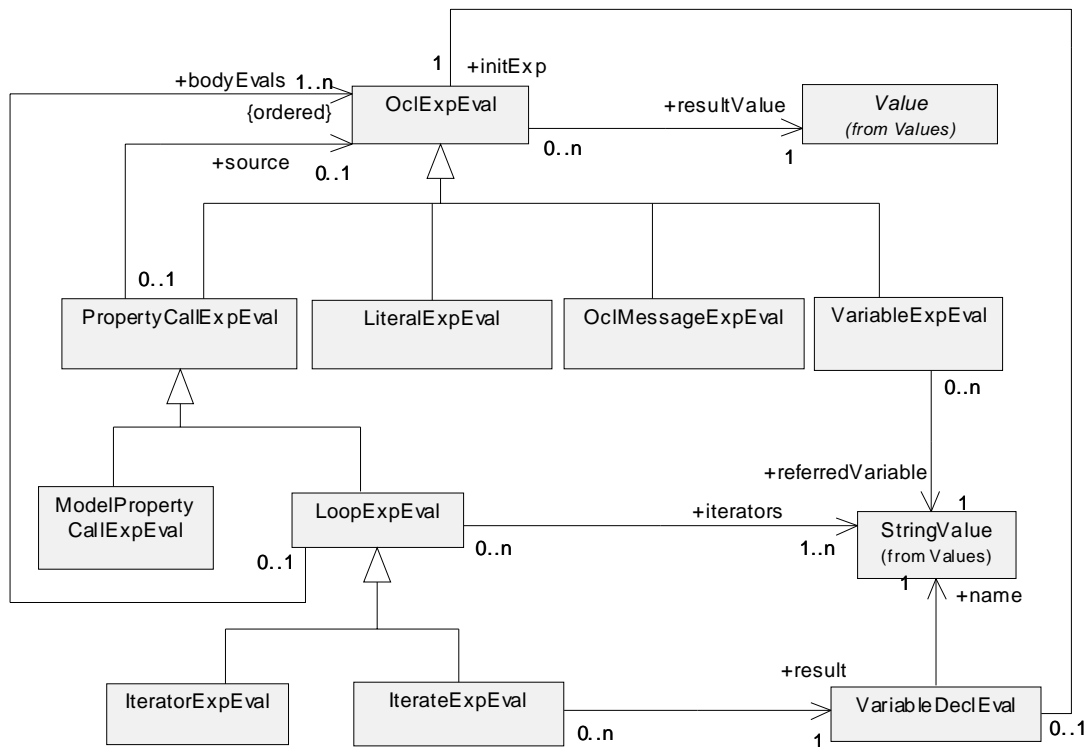 1
+initExp
+bodyEvals
1..n
OclExpEval
{ordered}
+resultValue
Value
(from Values)
+source
0..1
0..n
1
0..1
PropertyCallExpEval
LiteralExpEval
OclMessageExpEval
VariableExpEval
0..n
+referredVariable
1
ModelProperty
CallExpEval
LoopExpEval
+iterators
StringValue
(from Values)
0..1
0..n
1..n
1
+name
+result
IteratorExpEval
IterateExpEval
VariableDeclEval
0..n
1
0..1